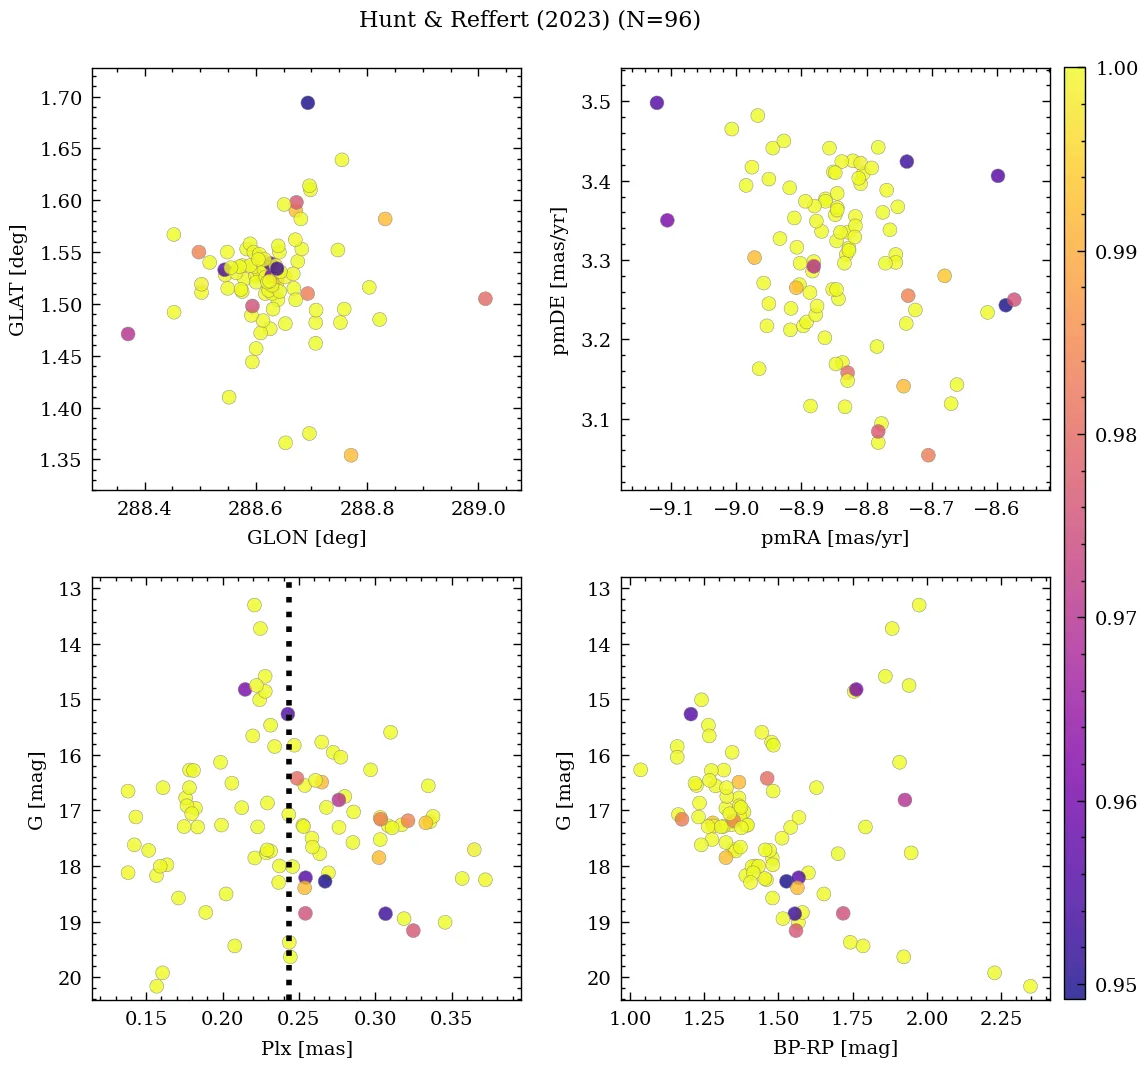 Hunt & Reffert (2023) (N=96)
1.70
1.65
1.60
1.55
1.50
1.45
1.40
1.35
GLAT [deg]
288.4 288.6 288.8 289.0
GLON [deg]
3.5
3.4
3.3
3.2
3.1
pmDE [mas/yr]
−9.1 −9.0 −8.9 −8.8 −8.7 −8.6
pmRA [mas/yr]
1.00
0.99
0.98
0.97
0.96
0.95
13
14
15
16
17
18
19
20
G [mag]
0.15 0.20 0.25 0.30 0.35
Plx [mas]
13
14
15
16
17
18
19
20
G [mag]
1.00 1.25 1.50 1.75 2.00 2.25
BP-RP [mag]